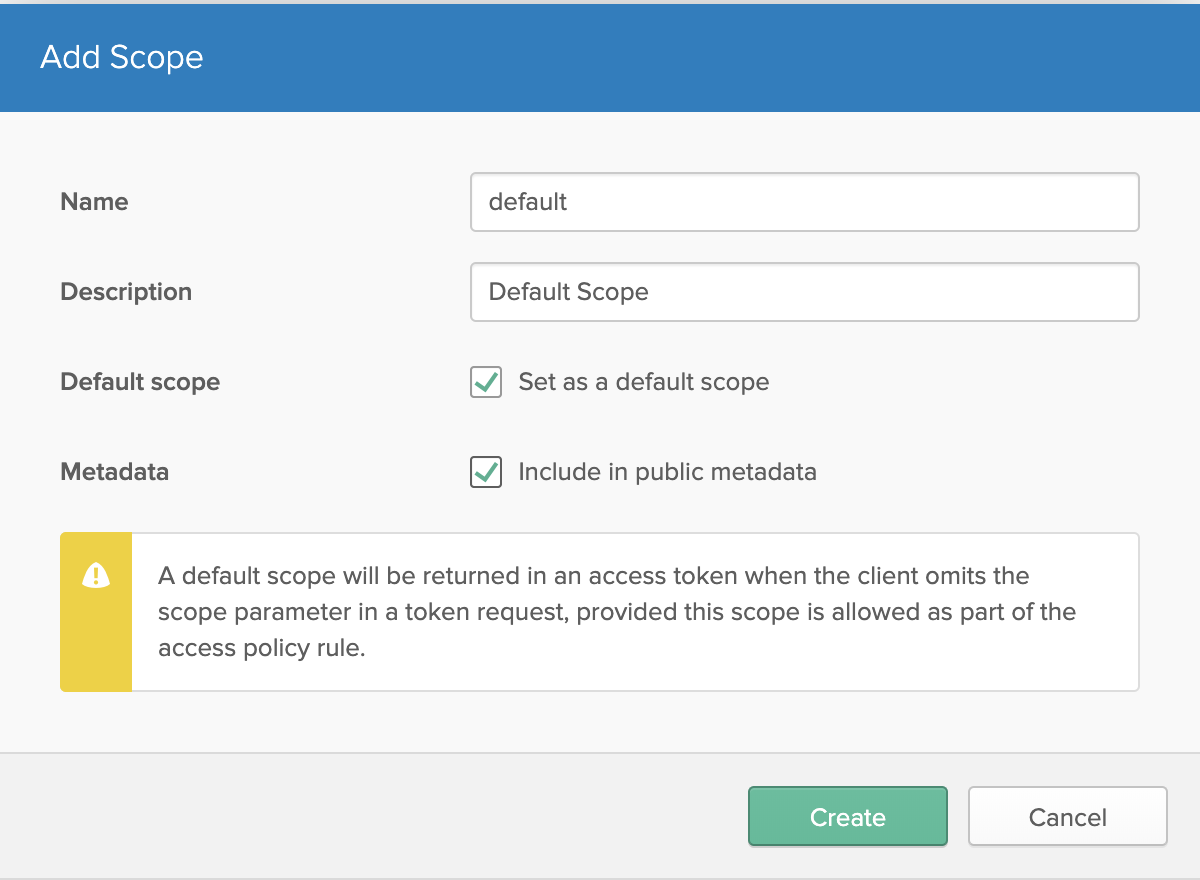 Add Scope
Name
default
Description
Default Scope
Default scope
Set as a default scope
Metadata
Include in public metadata
A default scope will be returned in an access token when the client omits the
scope parameter in a token request, provided this scope is allowed as part of the
access policy rule.
Create
Cancel